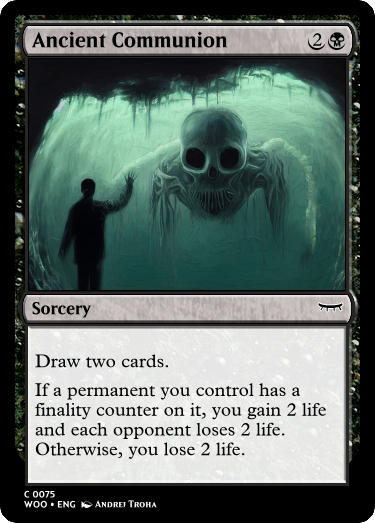 Ancient Communion 2
Sorcery
Draw two cards.
If a permanent you control has a
finality counter on it, you gain 2 life
and each opponent loses 2 life.
Otherwise, you lose 2 life.
C 0075
WOO • ENG Andrei Troha